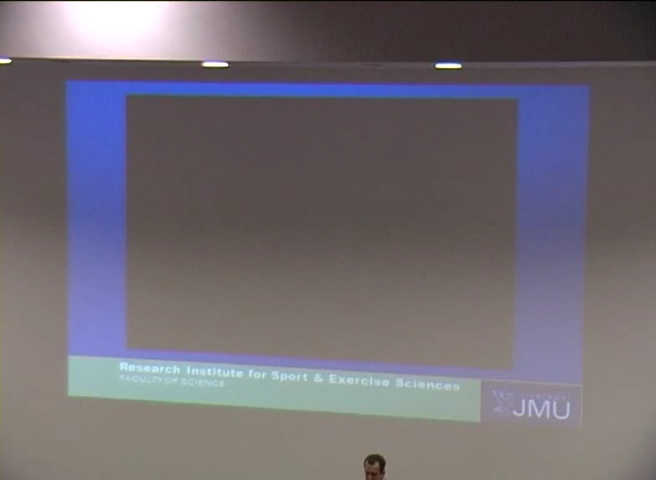 Research Institute for Sport & Exercise Sciences
FACULTY OF SCIENCE
JMU